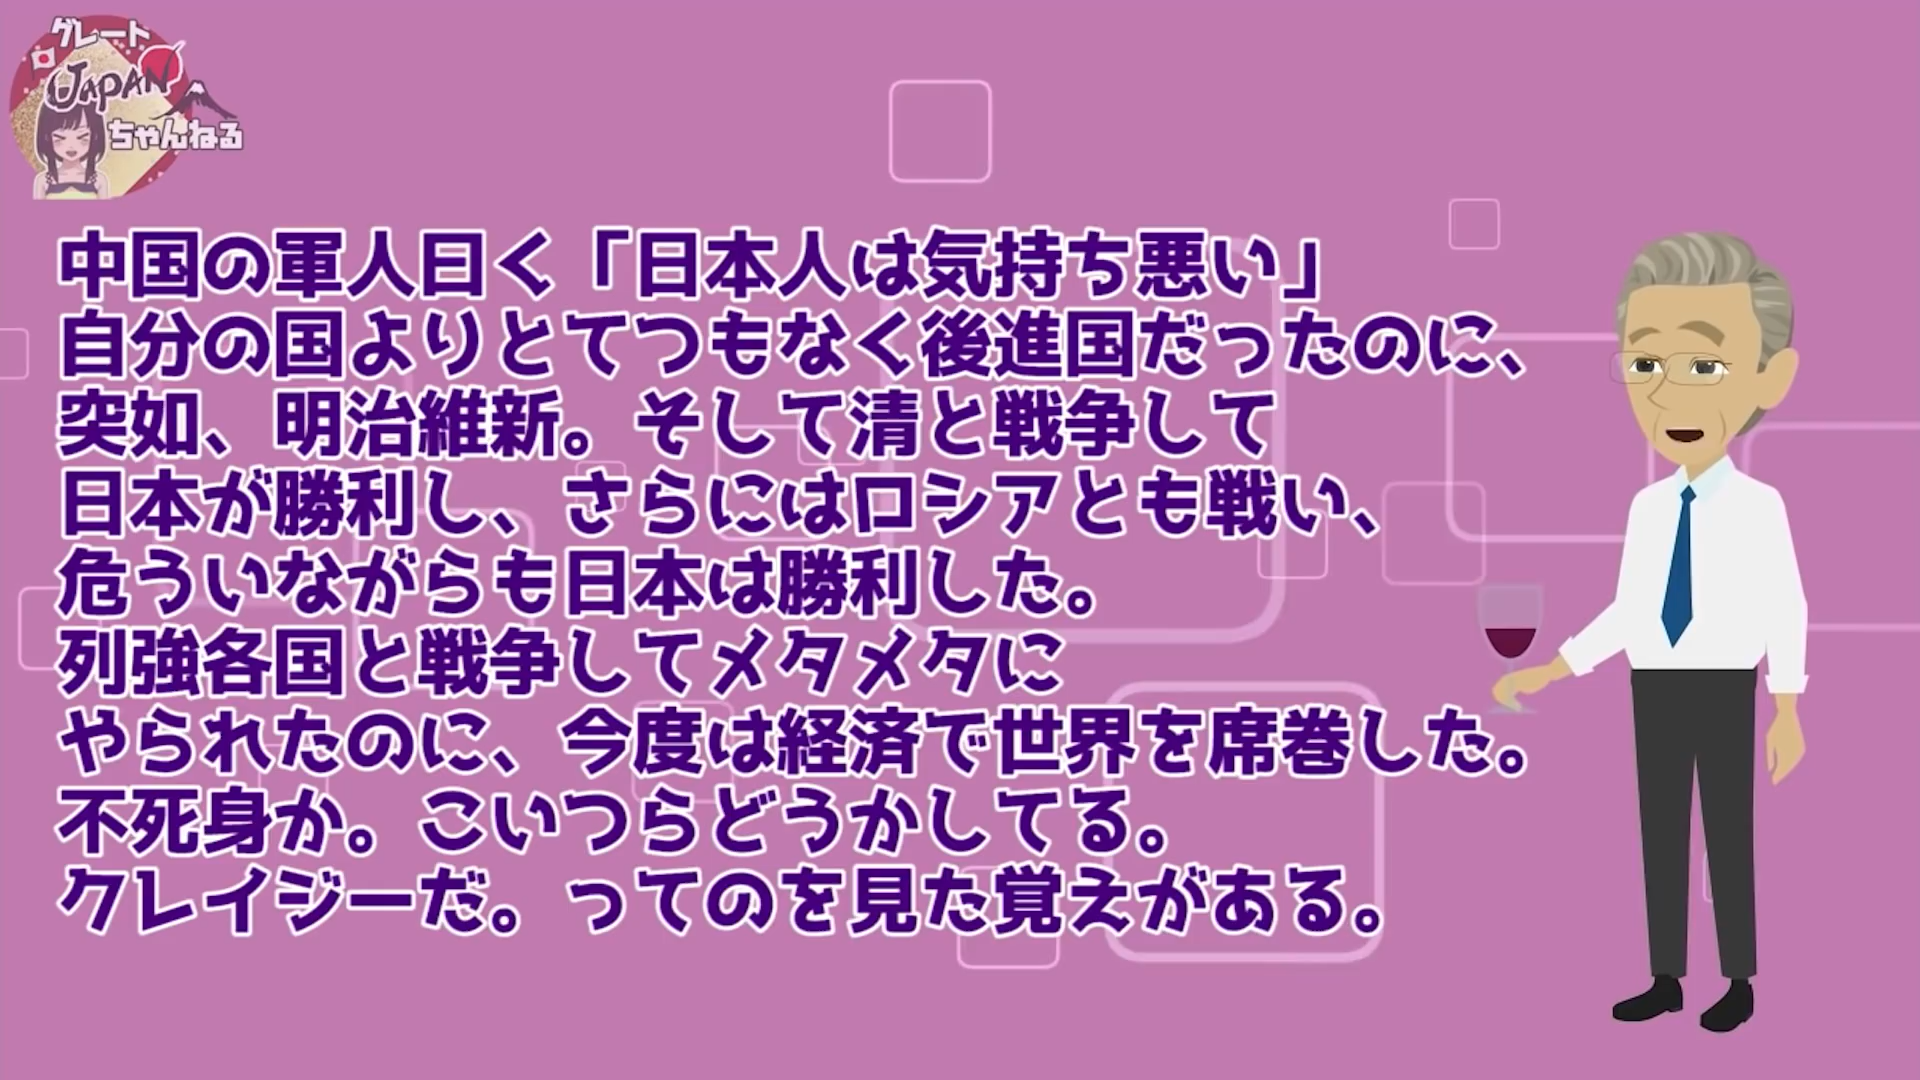 グレート
JAPAN
ちゃんねる
中国の軍人曰く「日本人は気持ち悪い」
自分の国よりとてつもなく後進国だったのに、
突如、明治維新。そして清と戦争して
日本が勝利し、さらにはロシアとも戦い、
危ういながらも日本は勝利した。
列強各国と戦争してメタメタに
やられたのに、今度は経済で世界を席巻した。
不死身か。こいつらどうかしてる。
クレイジーだ。ってのを見た覚えがある。